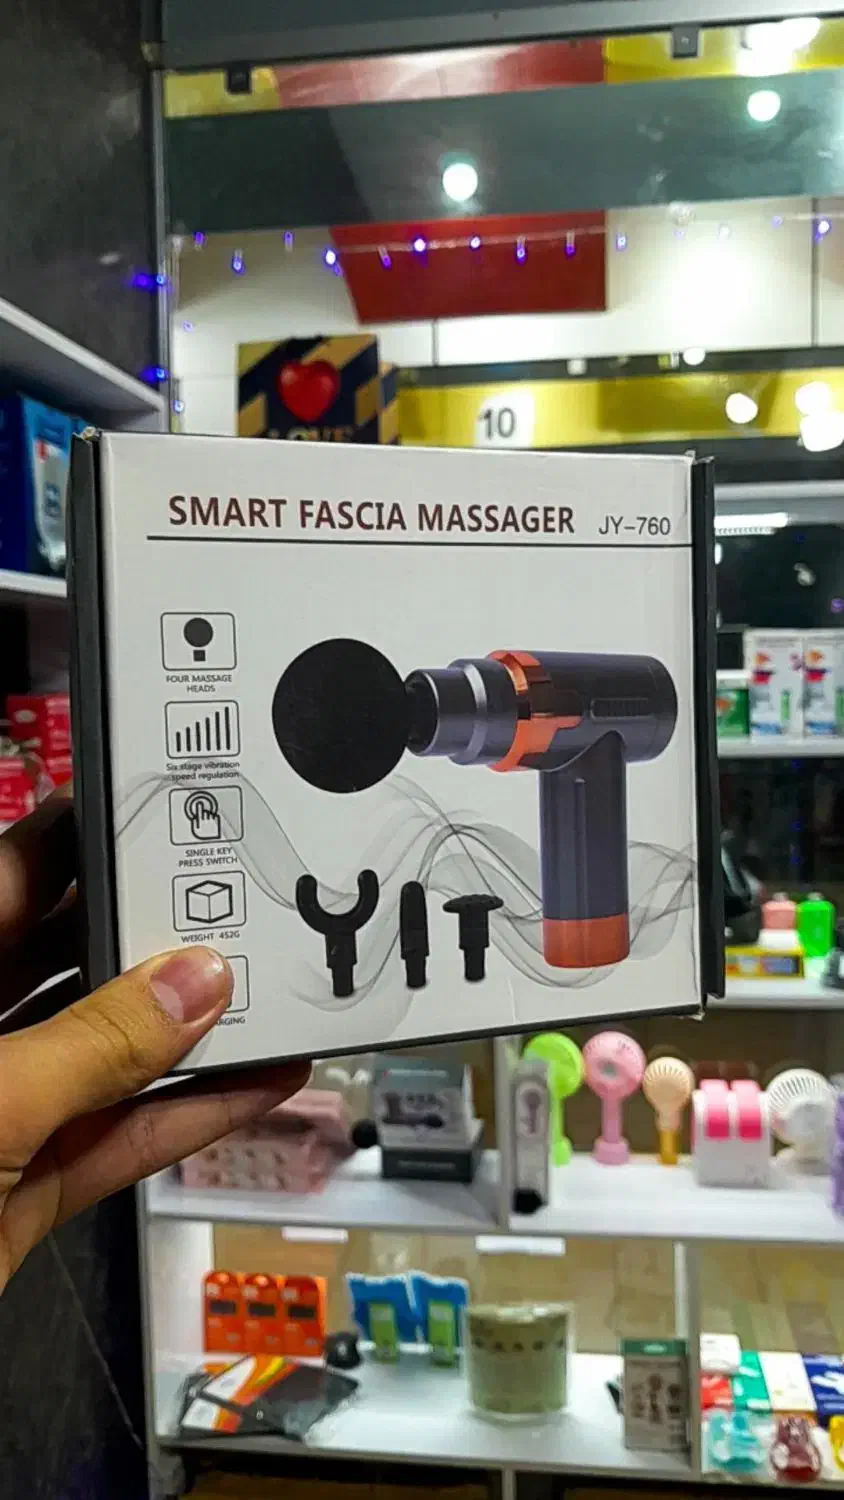 LOVE
10
SMART FASCIA MASSAGER JY-760
FOUR MASSAGE
HEADS
Six stage vibration
speed regulation
SINGLE KEY
PRESS SWITCH
WEIGHT 452G